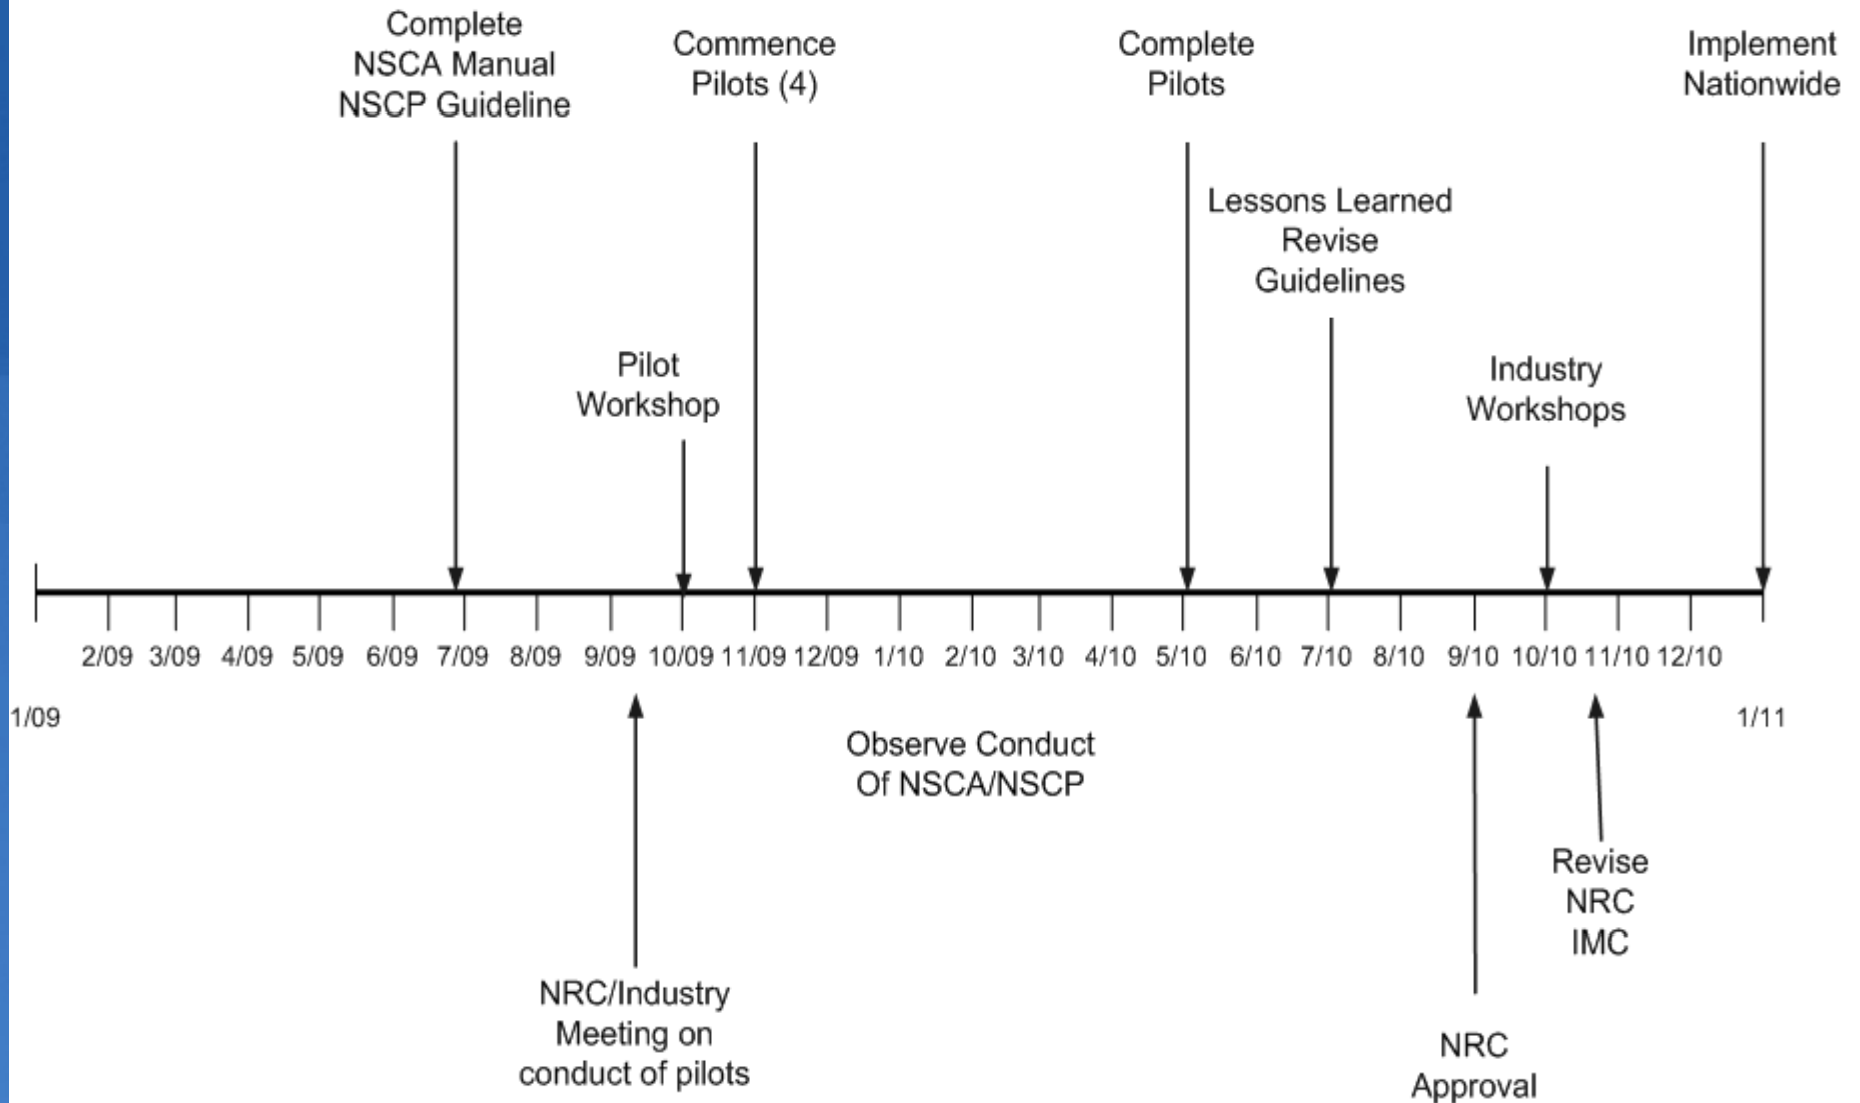 Complete
NSCA Manual
NSCP Guideline
Commence
Pilots (4)
Complete
Pilots
Implement
Nationwide
Lessons Learned
Revise
Guidelines
Pilot
Workshop
Industry
Workshops
2/09 3/09 4/09 5/09 6/09 7/09 8/09 9/09 10/09 11/09 12/09 1/10 2/10 3/10 4/10 5/10 6/10 7/10 8/10 9/10 10/10 11/10 12/10
1/09
1/11
Observe Conduct
Of NSCA/NSCP
Revise
NRC
IMC
NRC/Industry
Meeting on
conduct of pilots
NRC
Approval